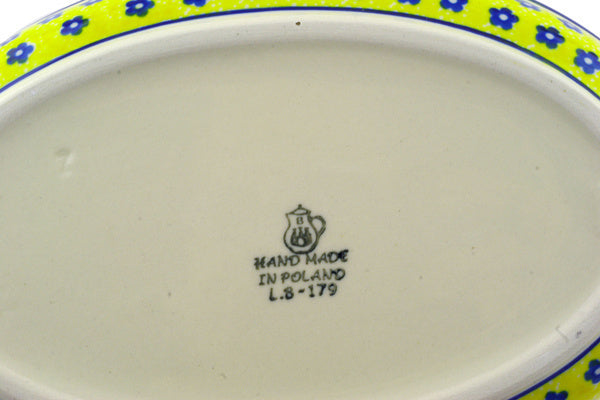 B
HAND MADE
IN POLAND
L.B-179